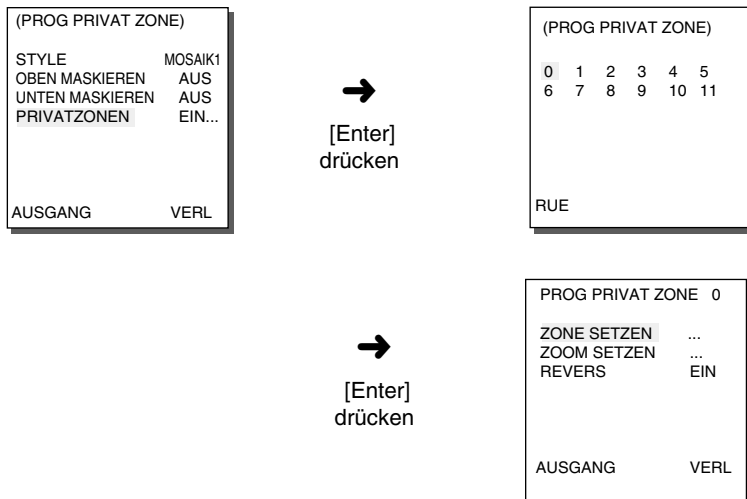 (PROG PRIVAT ZONE)
STYLE MOSAIK1
OBEN MASKIEREN AUS
UNTEN MASKIEREN AUS
PRIVATZONEN EIN...
AUSGANG VERL
[Enter]
drücken
(PROG PRIVAT ZONE)
0 1 2 3 4 5
6 7 8 9 10 11
RUE
[Enter]
drücken
PROG PRIVAT ZONE 0
ZONE SETZEN ...
ZOOM SETZEN ...
REVERS EIN
AUSGANG VERL